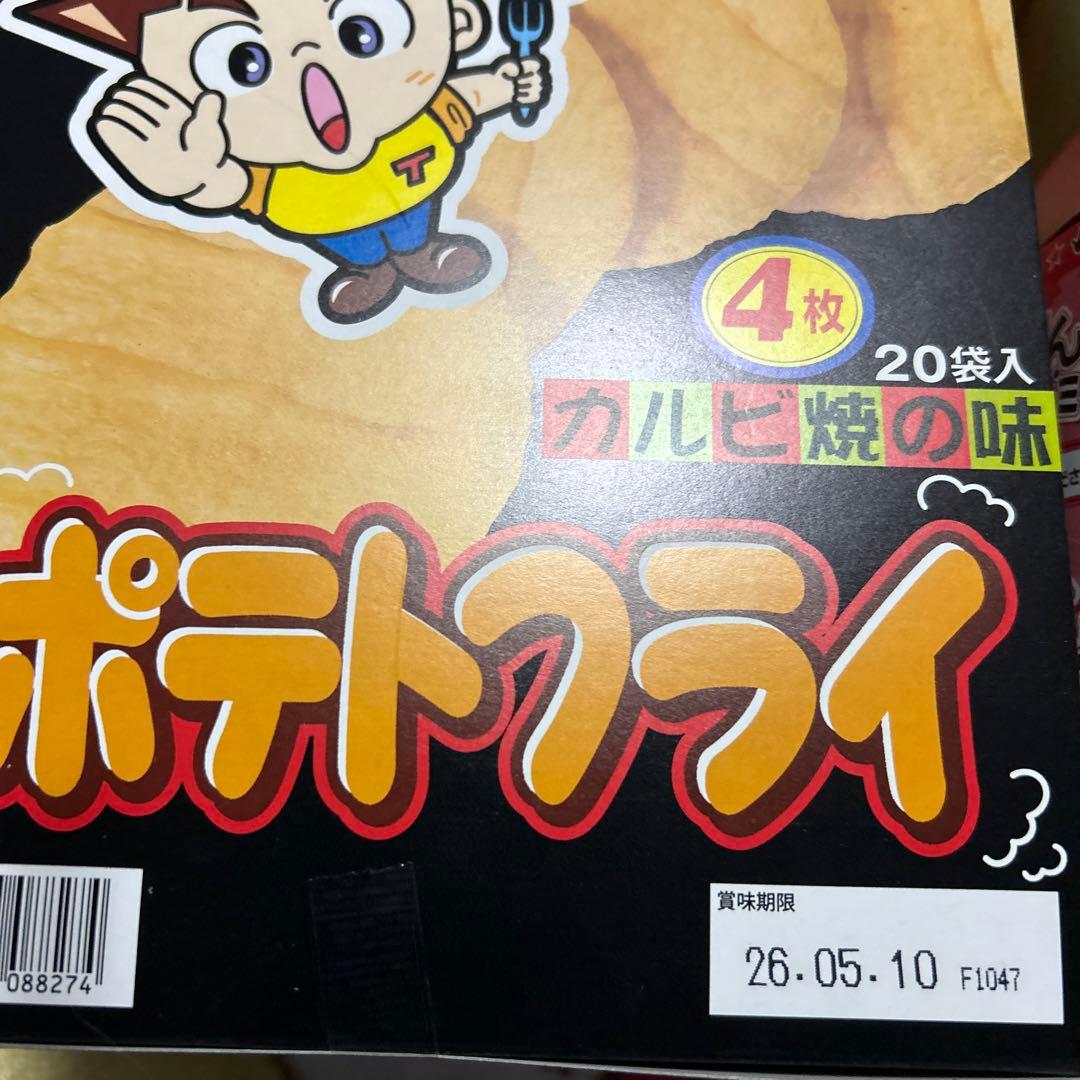 T
4枚
20袋入
カルビ焼の味
ポテトフライ
賞味期限
26.05.10 F1047
088274